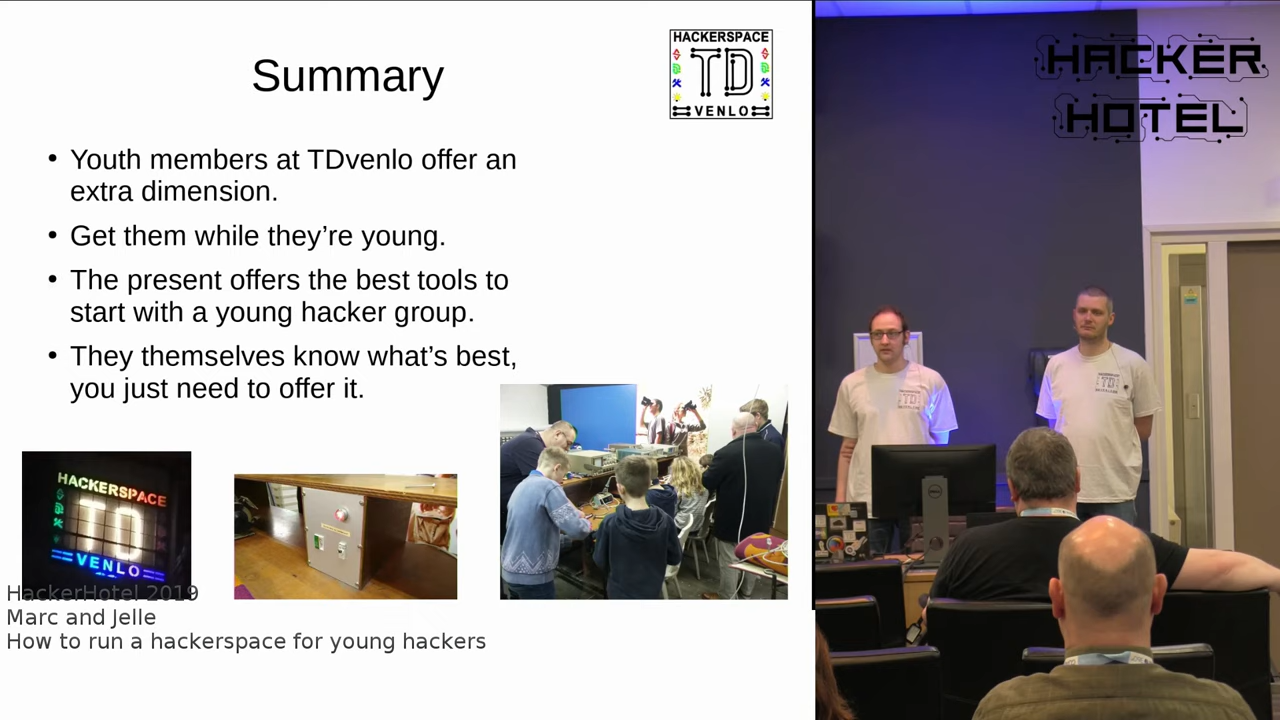 Summary
HACKERSPACE
TD
VENLO
HACKER
HOTEL
• Youth members at TDvenlo offer an
extra dimension.
• Get them while they’re young.
• The present offers the best tools to
start with a young hacker group.
• They themselves know what’s best,
you just need to offer it.
HACKERSPACE
TD
VENLO
TD
TD
DELL
HackerHotel 2019
Marc and Jelle
How to run a hackerspace for young hackers